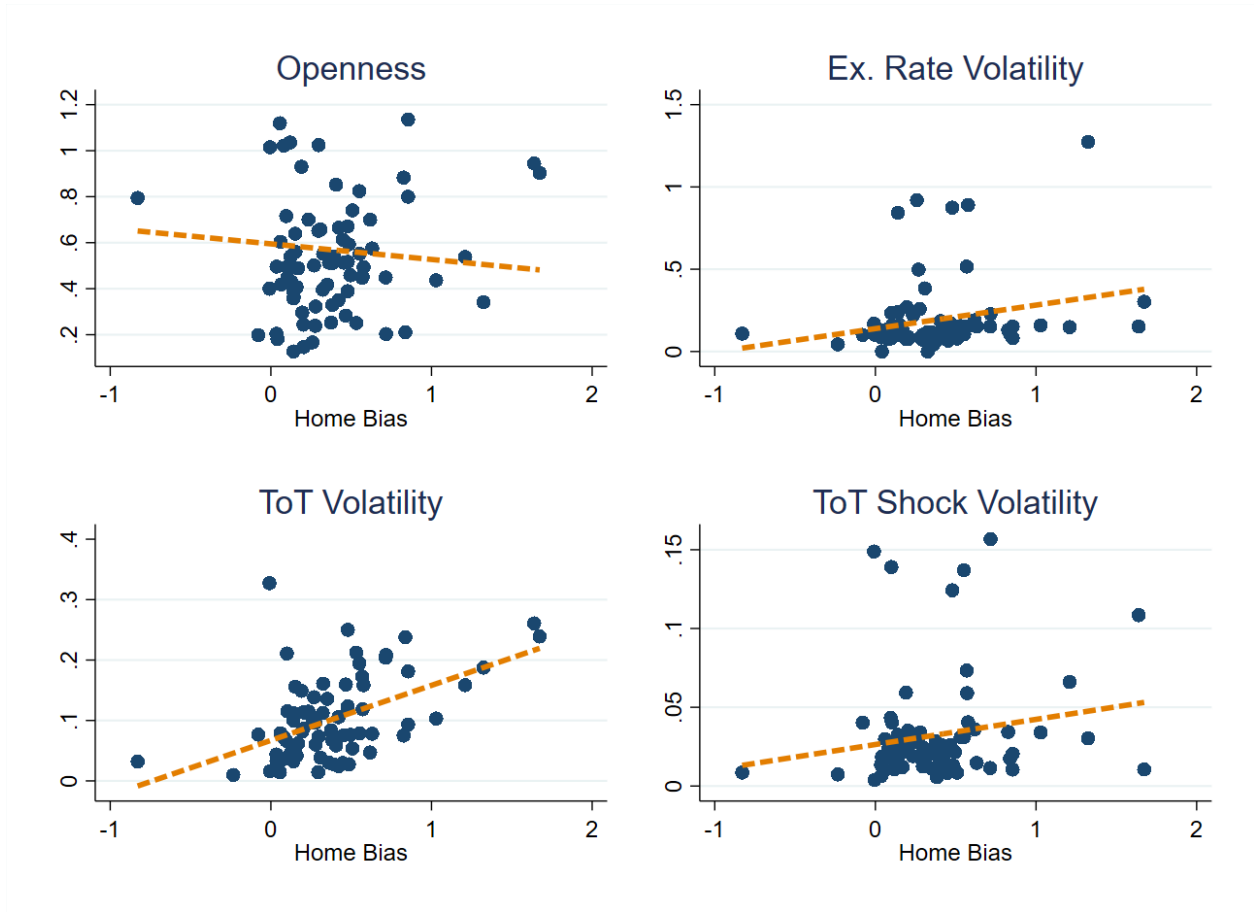 Openness
1.2
1
.8
.6
.4
.2
-1 0 1 2
Home Bias
Ex. Rate Volatility
1.5
1
.5
0
-1 0 1 2
Home Bias
ToT Volatility
.4
.3
.2
.1
0
-1 0 1 2
Home Bias
ToT Shock Volatility
.15
.1
.05
0
-1 0 1 2
Home Bias